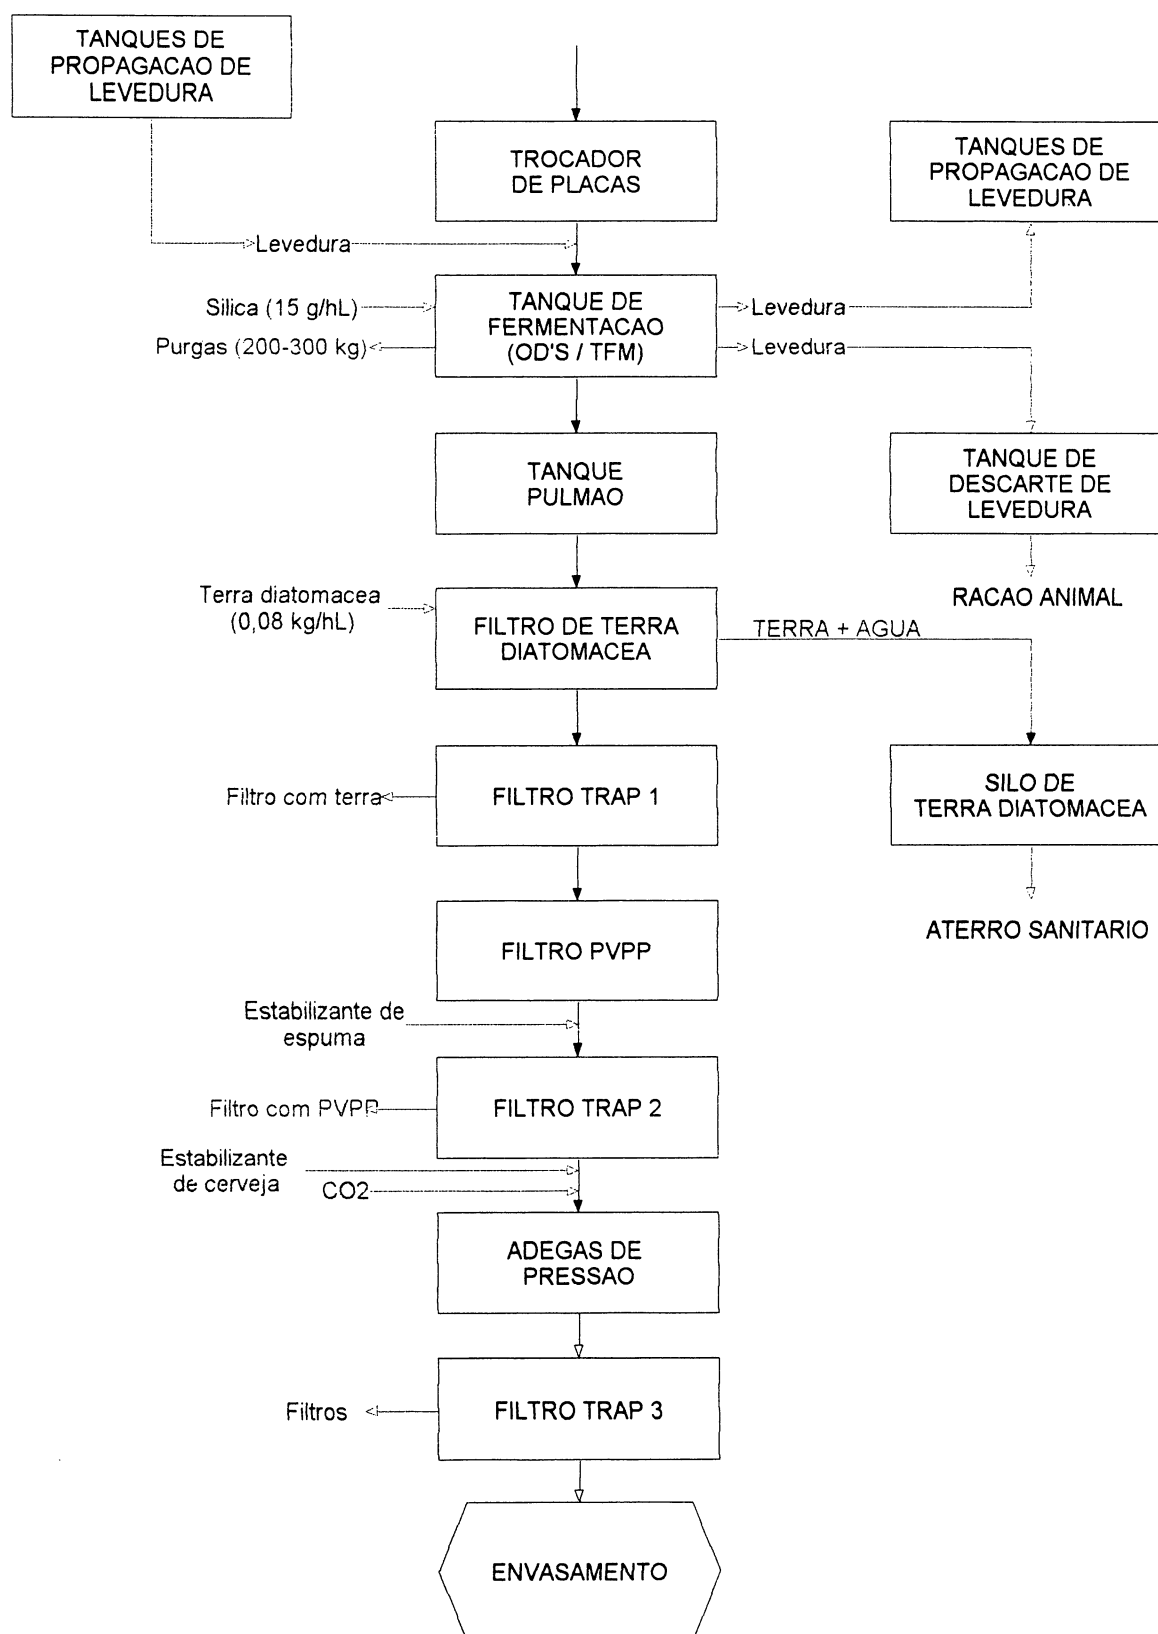 TANQUES DE
PROPAGACAO DE
LEVEDURA
TROCADOR
DE PLACAS
TANQUES DE
PROPAGACAO DE
LEVEDURA
Levedura
Silica (15 g/hL)
Purgas (200-300 kg)
TANQUE DE
FERMENTACAO
(OD'S / TFM)
Levedura
Levedura
TANQUE
PULMAO
TANQUE DE
DESCARTE DE
LEVEDURA
RACAO ANIMAL
Terra diatomacea
(0,08 kg/hL)
FILTRO DE TERRA
DIATOMACEA
TERRA + AGUA
Filtro com terra
FILTRO TRAP 1
SILO DE
TERRA DIATOMACEA
ATERRO SANITARIO
FILTRO PVPP
Estabilizante de
espuma
Filtro com PVPP
FILTRO TRAP 2
Estabilizante
de cerveja
CO2
ADEGAS DE
PRESSAO
Filtros
FILTRO TRAP 3
ENVASAMENTO